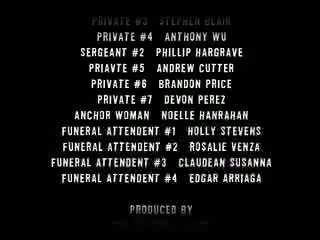 PRIVATE #3 STEPHEN BLAIR
PRIVATE #4 ANTHONY WU
SERGEANT #2 PHILLIP HARGRAVE
PRIAVTE #5 ANDREW CUTTER
PRIVATE #6 BRANDON PRICE
PRIVATE #7 DEVON PEREZ
ANCHOR WOMAN NOELLE HANRAHAN
FUNERAL ATTENDENT #1 HOLLY STEVENS
FUNERAL ATTENDENT #2 ROSALIE VENZA
FUNERAL ATTENDENT #3 CLAUDEAN SUSANNA
FUNERAL ATTENDENT #4 EDGAR ARRIAGA
PRODUCED BY